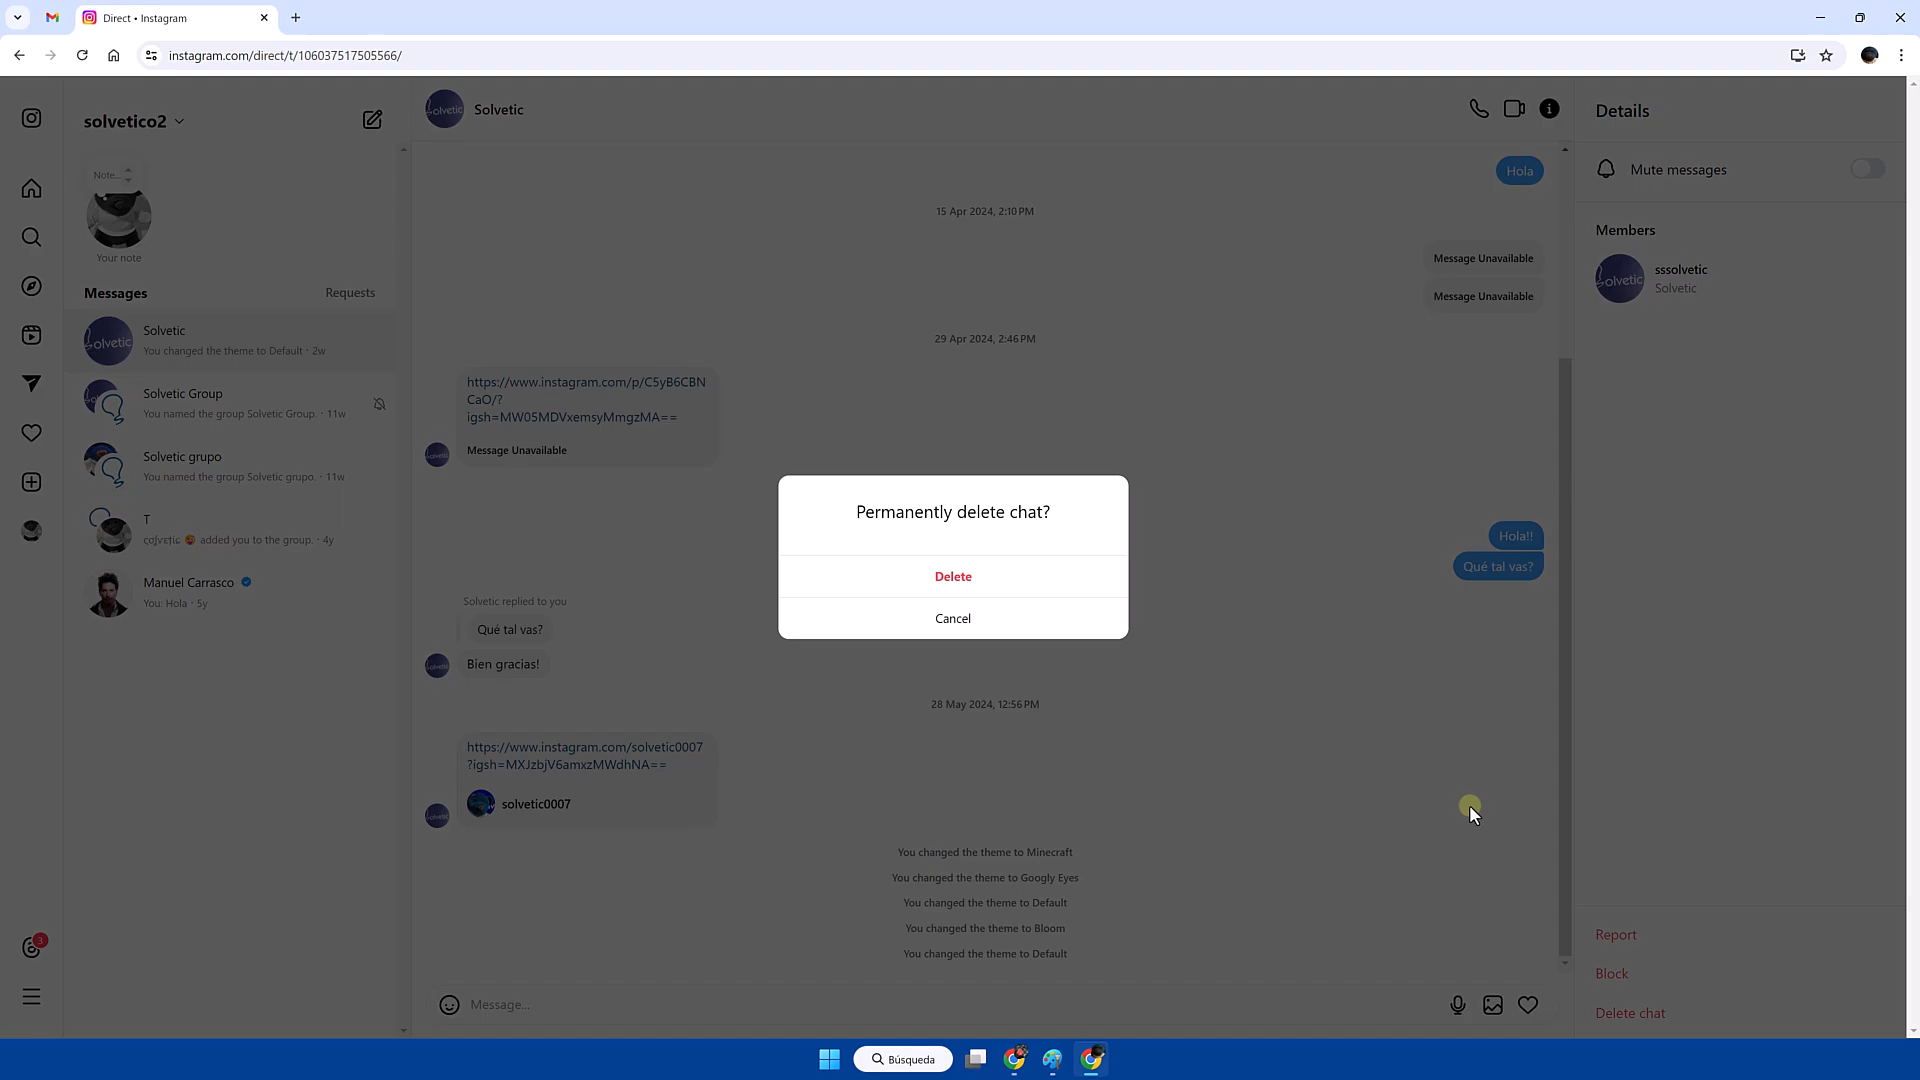 Direct • Instagram
instagram.com/direct/t/106037517505566/
solvetico2
Note...
Your note
Messages
Requests
Solvetic
You changed the theme to Default · 2w
Solvetic Group
You named the group Solvetic Group. · 11w
Solvetic grupo
You named the group Solvetic grupo. · 11w
T
added you to the group. · 4y
Manuel Carrasco
You: Hola · 5y
3
Solvetic
Hola
15 Apr 2024, 2:10 PM
Message Unavailable
Message Unavailable
29 Apr 2024, 2:46 PM
https://www.instagram.com/p/C5yB6CBN
CaO/?
igsh=MW05MDVxemsyMmgzMA==
Message Unavailable
Hola!!
Qué tal vas?
Solvetic replied to you
Qué tal vas?
Bien gracias!
28 May 2024, 12:56 PM
https://www.instagram.com/solvetic0007
?igsh=MXJzbjV6amxzMWdhNA==
solvetic0007
You changed the theme to Minecraft
You changed the theme to Googly Eyes
You changed the theme to Default
You changed the theme to Bloom
You changed the theme to Default
Message...
Permanently delete chat?
Delete
Cancel
Details
Mute messages
Members
sssolvetic
Solvetic
Report
Block
Delete chat
Búsqueda